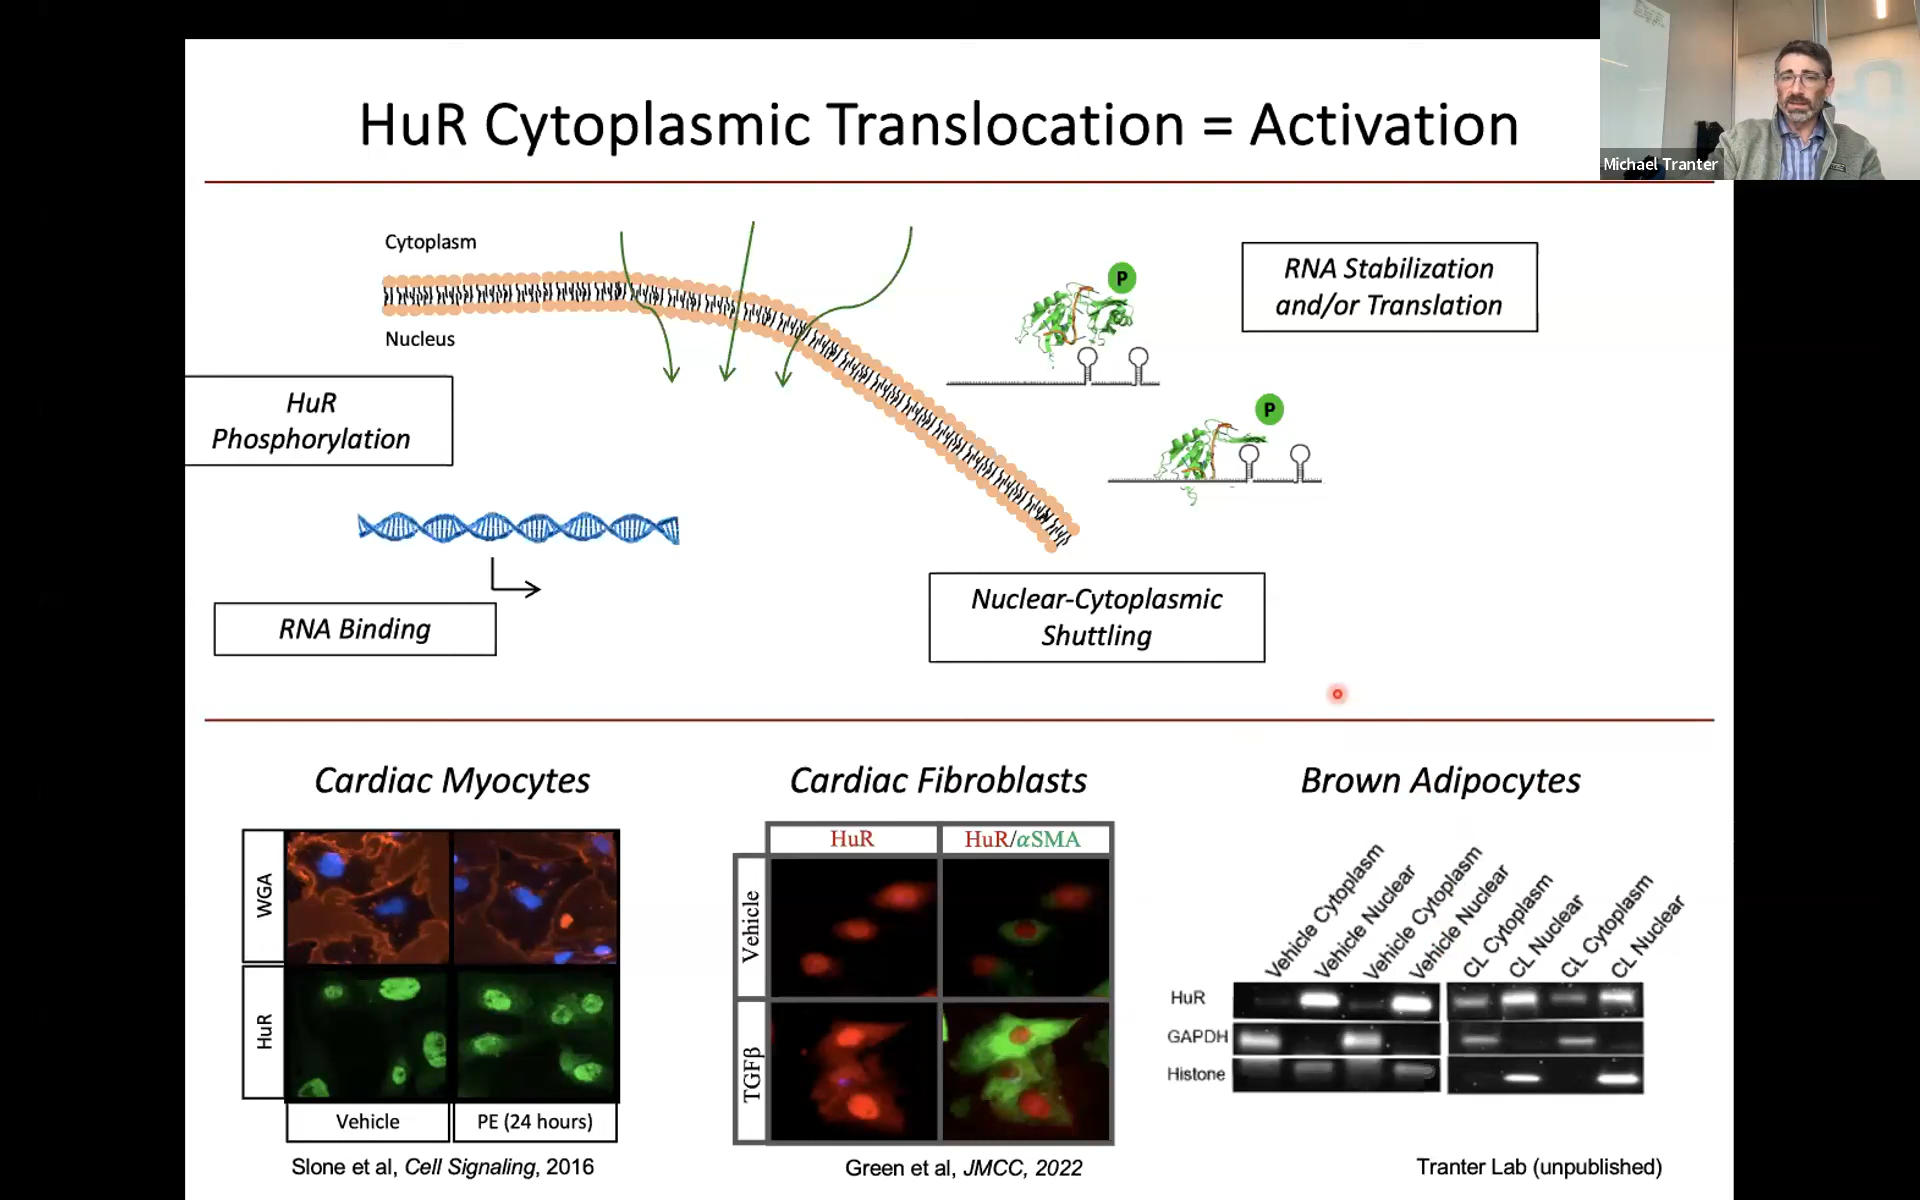 HuR Cytoplasmic Translocation = Activation
Michael Tranter
Cytoplasm
Nucleus
P
RNA Stabilization
and/or Translation
HuR
Phosphorylation
P
RNA Binding
Nuclear-Cytoplasmic
Shuttling
Cardiac Myocytes
WGA
HuR
Vehicle
PE (24 hours)
Slone et al, Cell Signaling, 2016
Cardiac Fibroblasts
HuR
HuR/αSMA
Vehicle
TGFβ
Green et al, JMCC, 2022
Brown Adipocytes
Vehicle Cytoplasm
Vehicle Nuclear
Vehicle Cytoplasm
Vehicle Nuclear
CL Cytoplasm
CL Nuclear
CL Cytoplasm
CL Nuclear
HuR
GAPDH
Histone
Tranter Lab (unpublished)